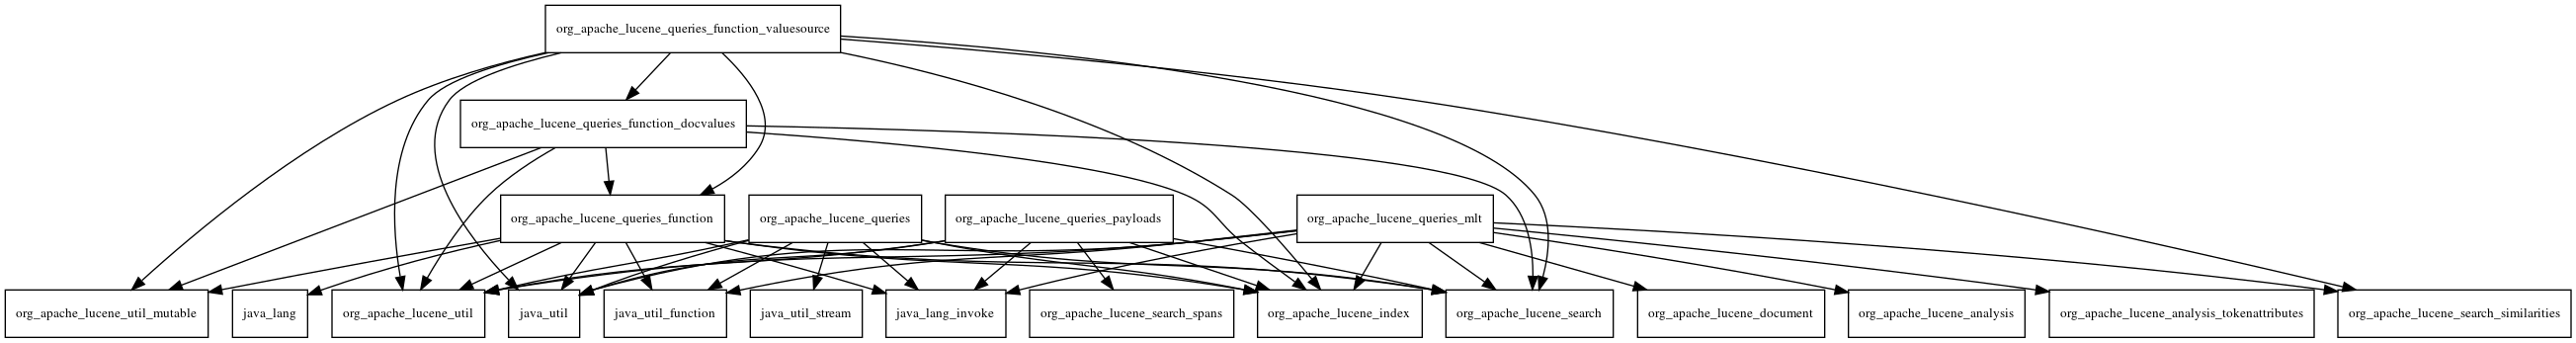 org_apache_lucene_queries_function_valuesource
org_apache_lucene_queries_function_docvalues
org_apache_lucene_queries_function
org_apache_lucene_queries
org_apache_lucene_queries_payloads
org_apache_lucene_queries_mlt
org_apache_lucene_util_mutable
java_lang
org_apache_lucene_util
java_util
java_util_function
java_util_stream
java_lang_invoke
org_apache_lucene_search_spans
org_apache_lucene_index
org_apache_lucene_search
org_apache_lucene_document
org_apache_lucene_analysis
org_apache_lucene_analysis_tokenattributes
org_apache_lucene_search_similarities